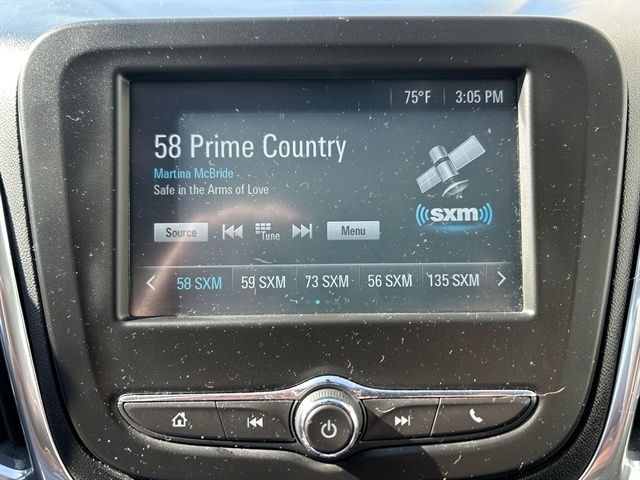 75°F 3:05 PM
58 Prime Country
Martina McBride
Safe in the Arms of Love
sxm
Source Tune Menu
58 SXM 59 SXM 73 SXM 56 SXM 135 SXM